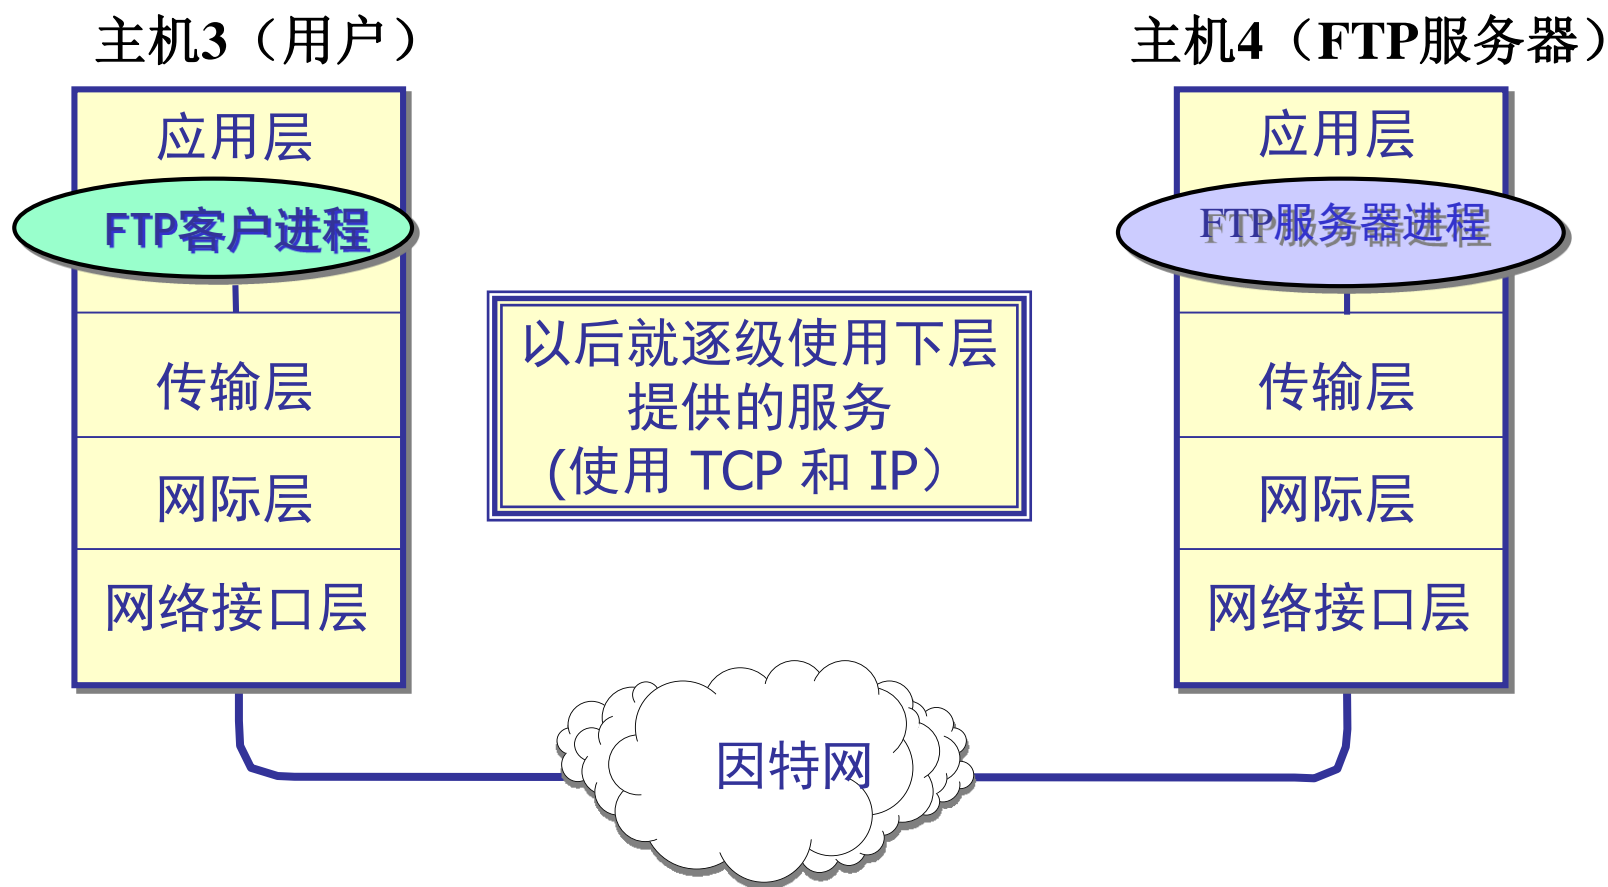 主机3（用户）
主机4（FTP服务器）
应用层
FTP客户进程
传输层
网际层
网络接口层
以后就逐级使用下层
提供的服务
(使用 TCP 和 IP）
应用层
FTP服务器进程
传输层
网际层
网络接口层
因特网